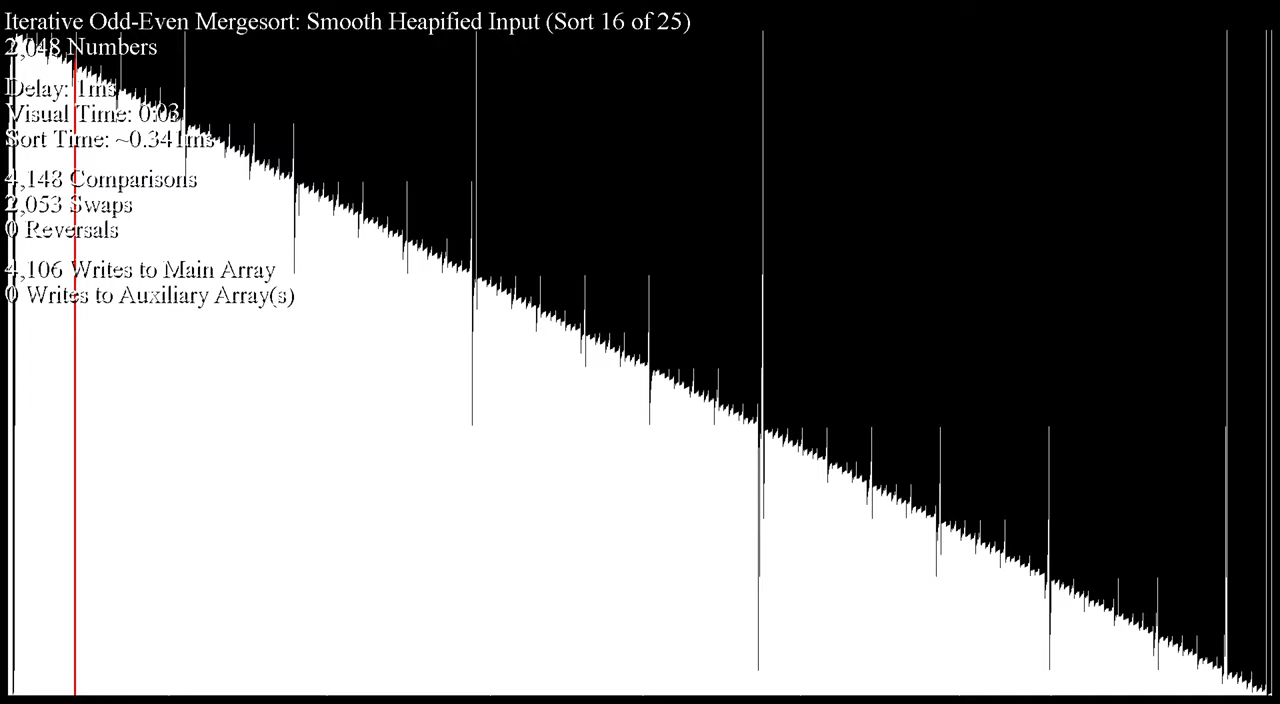 Iterative Odd-Even Mergesort: Smooth Heapified Input (Sort 16 of 25)
2,048 Numbers
Delay: 1ms
Visual Time: 0:03
Sort Time: ~0.341ms
4,148 Comparisons
2,053 Swaps
0 Reversals
4,106 Writes to Main Array
0 Writes to Auxiliary Array(s)